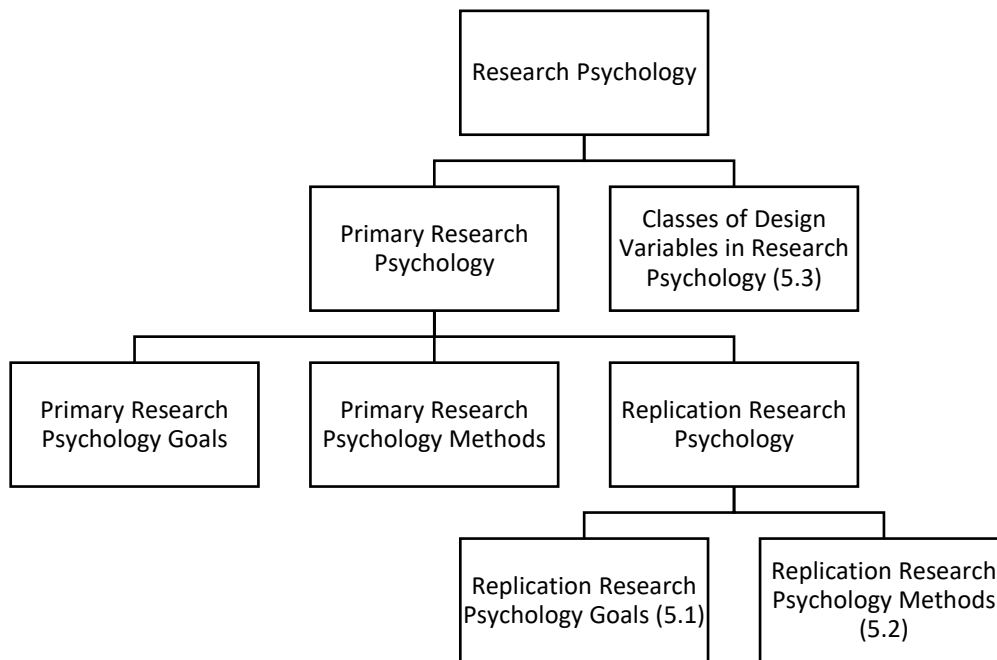 Research Psychology
Primary Research
Psychology
Classes of Design
Variables in Research
Psychology (5.3)
Primary Research
Psychology Goals
Primary Research
Psychology Methods
Replication Research
Psychology
Replication Research
Psychology Goals (5.1)
Replication Research
Psychology Methods
(5.2)